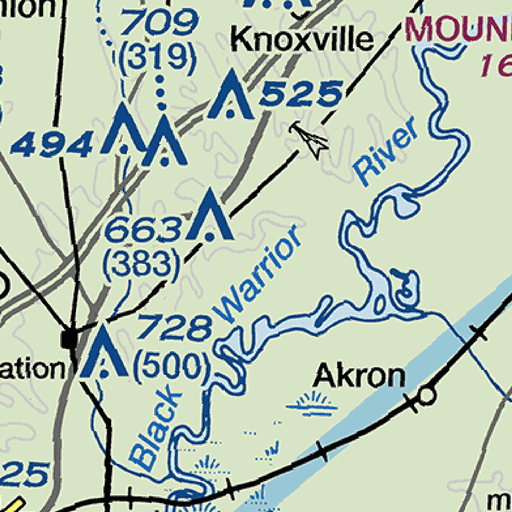 709
(319)
Knoxville
MOUN
16
525
494
River
663
(383)
Warrior
728
(500)
ation
Akron
Black
25
m